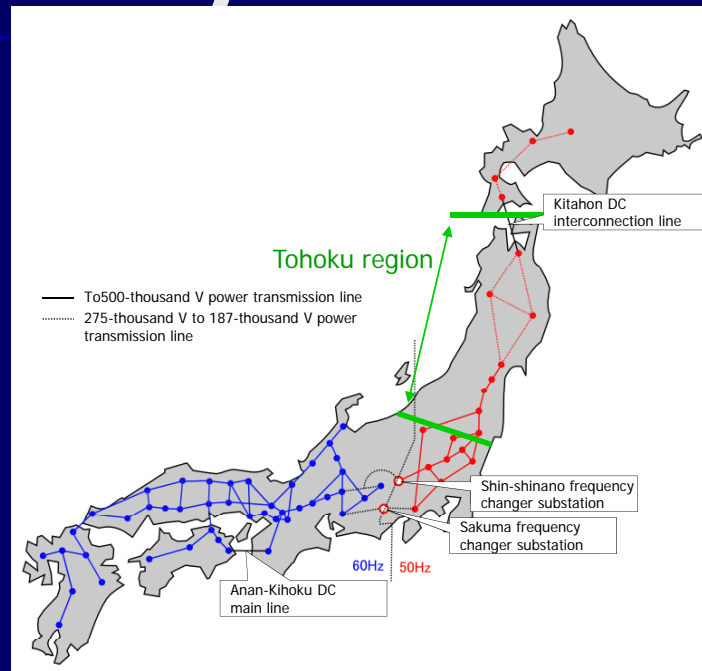 Kitahon DC
interconnection line
Tohoku region
To500-thousand V power transmission line
275-thousand V to 187-thousand V power
transmission line
Shin-shinano frequency
changer substation
Sakuma frequency
changer substation
60Hz
50Hz
Anan-Kihoku DC
main line